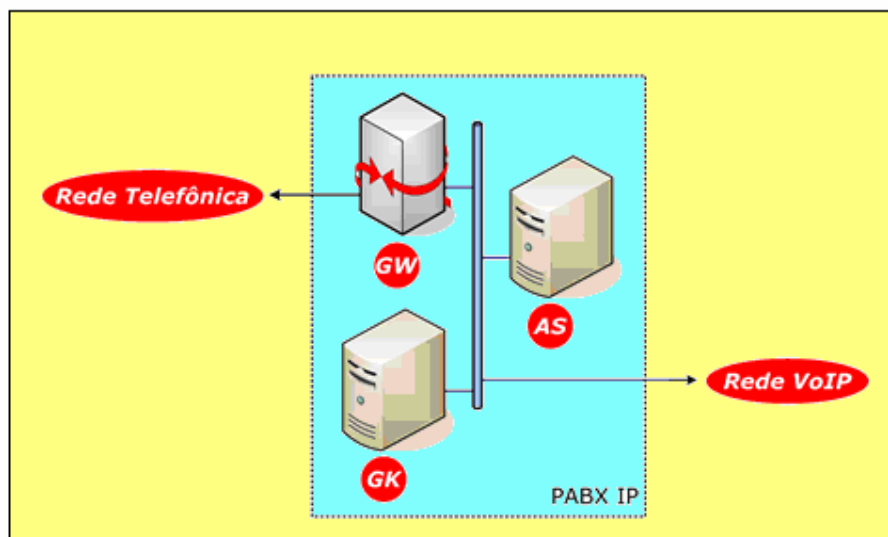 Rede Telefônica
GW
AS
Rede VoIP
GK
PABX IP